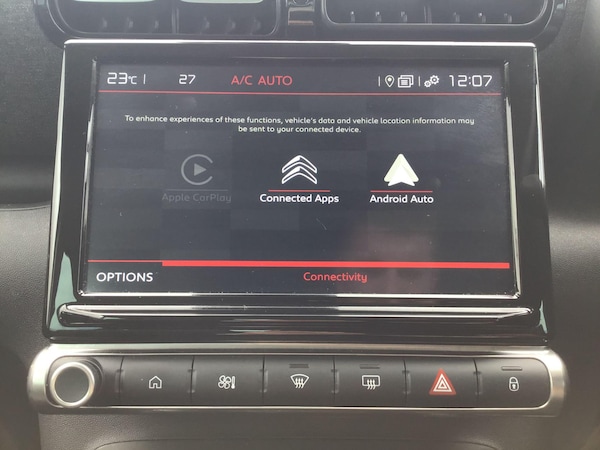 23°C 27 A/C AUTO 12:07
To enhance experiences of these functions, vehicle's data and vehicle location information may
be sent to your connected device.
Apple CarPlay Connected Apps Android Auto
OPTIONS Connectivity